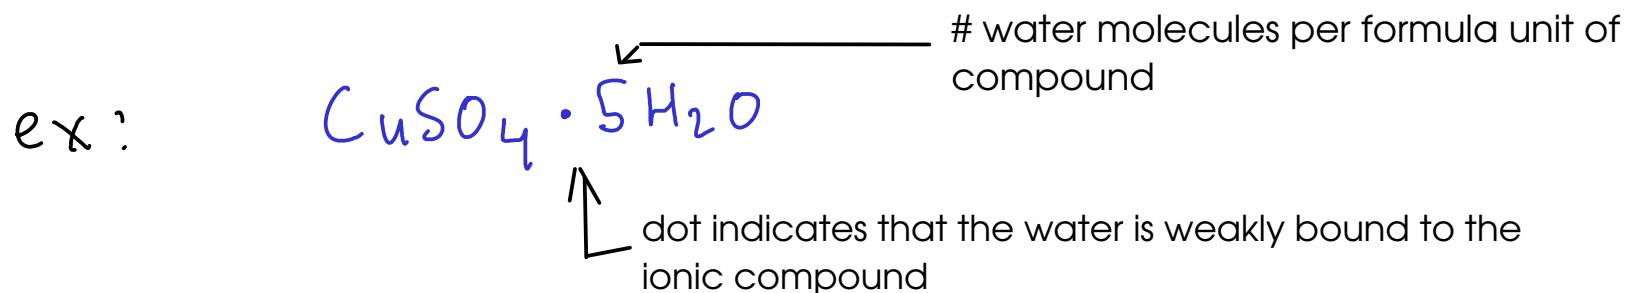 # water molecules per formula unit of
compound
ex: CuSO4 · 5H2O
dot indicates that the water is weakly bound to the
ionic compound